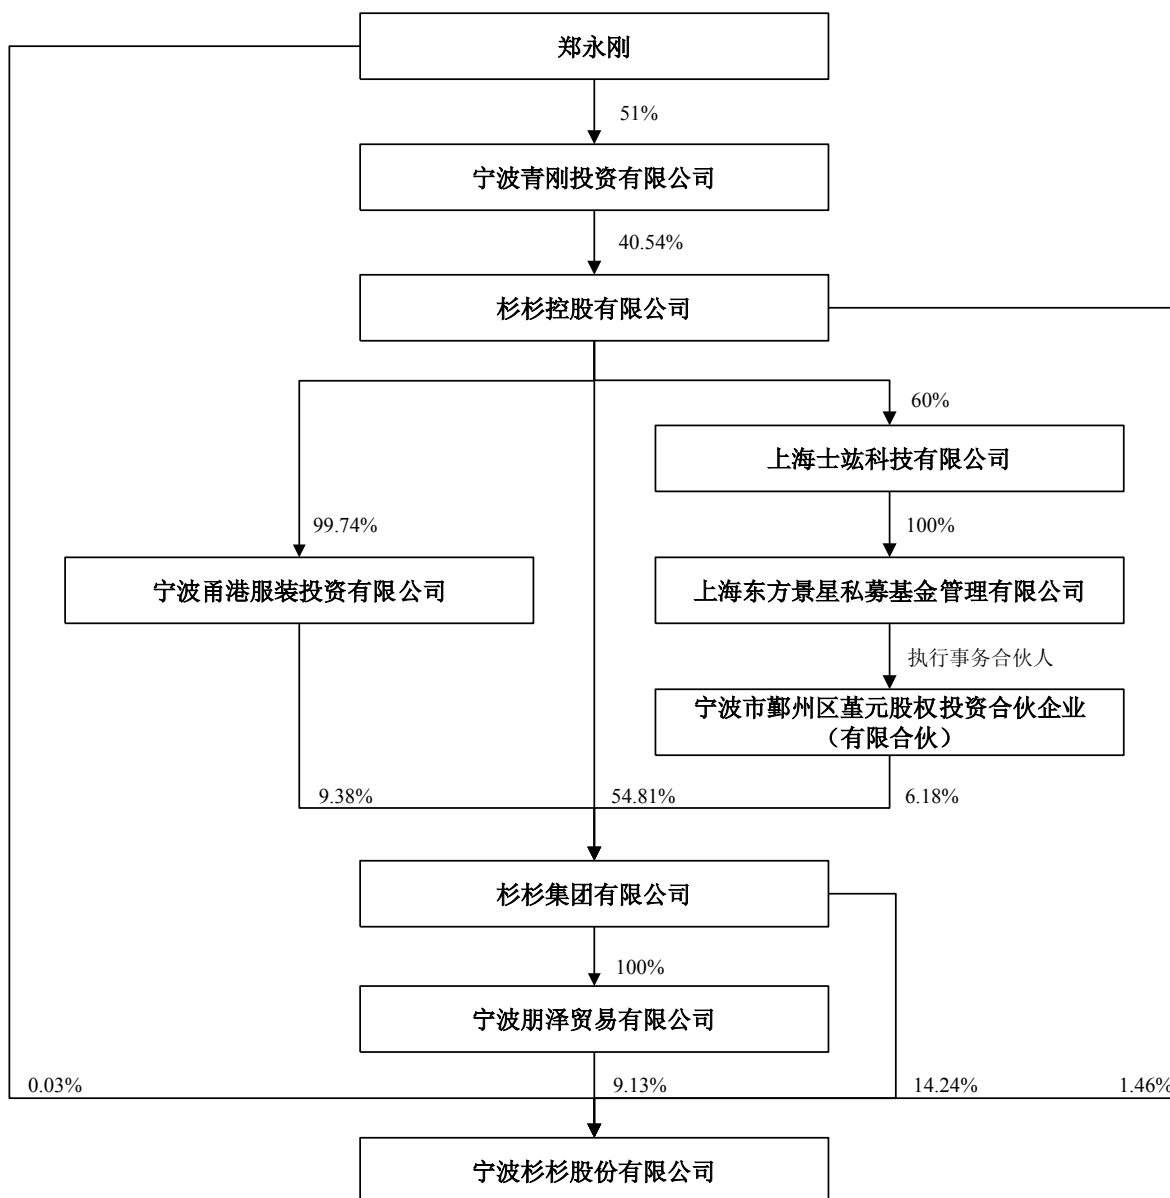 郑永刚
51%
宁波青刚投资有限公司
40.54%
杉杉控股有限公司
60%
上海士竑科技有限公司
99.74%
100%
宁波甬港服装投资有限公司
上海东方景星私募基金管理有限公司
执行事务合伙人
宁波市鄞州区堇元股权投资合伙企业
（有限合伙）
9.38%
54.81%
6.18%
杉杉集团有限公司
100%
宁波朋泽贸易有限公司
0.03%
9.13%
14.24%
1.46%
宁波杉杉股份有限公司